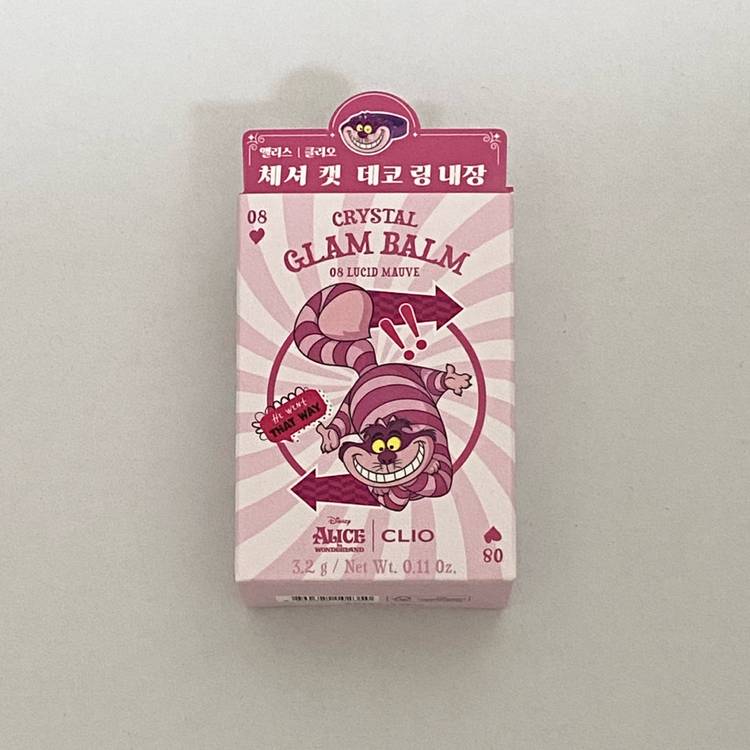 앨리스 | 클리오
체셔 캣 데코 링 내장
08
CRYSTAL
GLAM BALM
08 LUCID MAUVE
!!
He went
THAT WAY
Disney
ALICE
in
WONDERLAND
CLIO
08
3.2 g / Net Wt. 0.11 Oz.